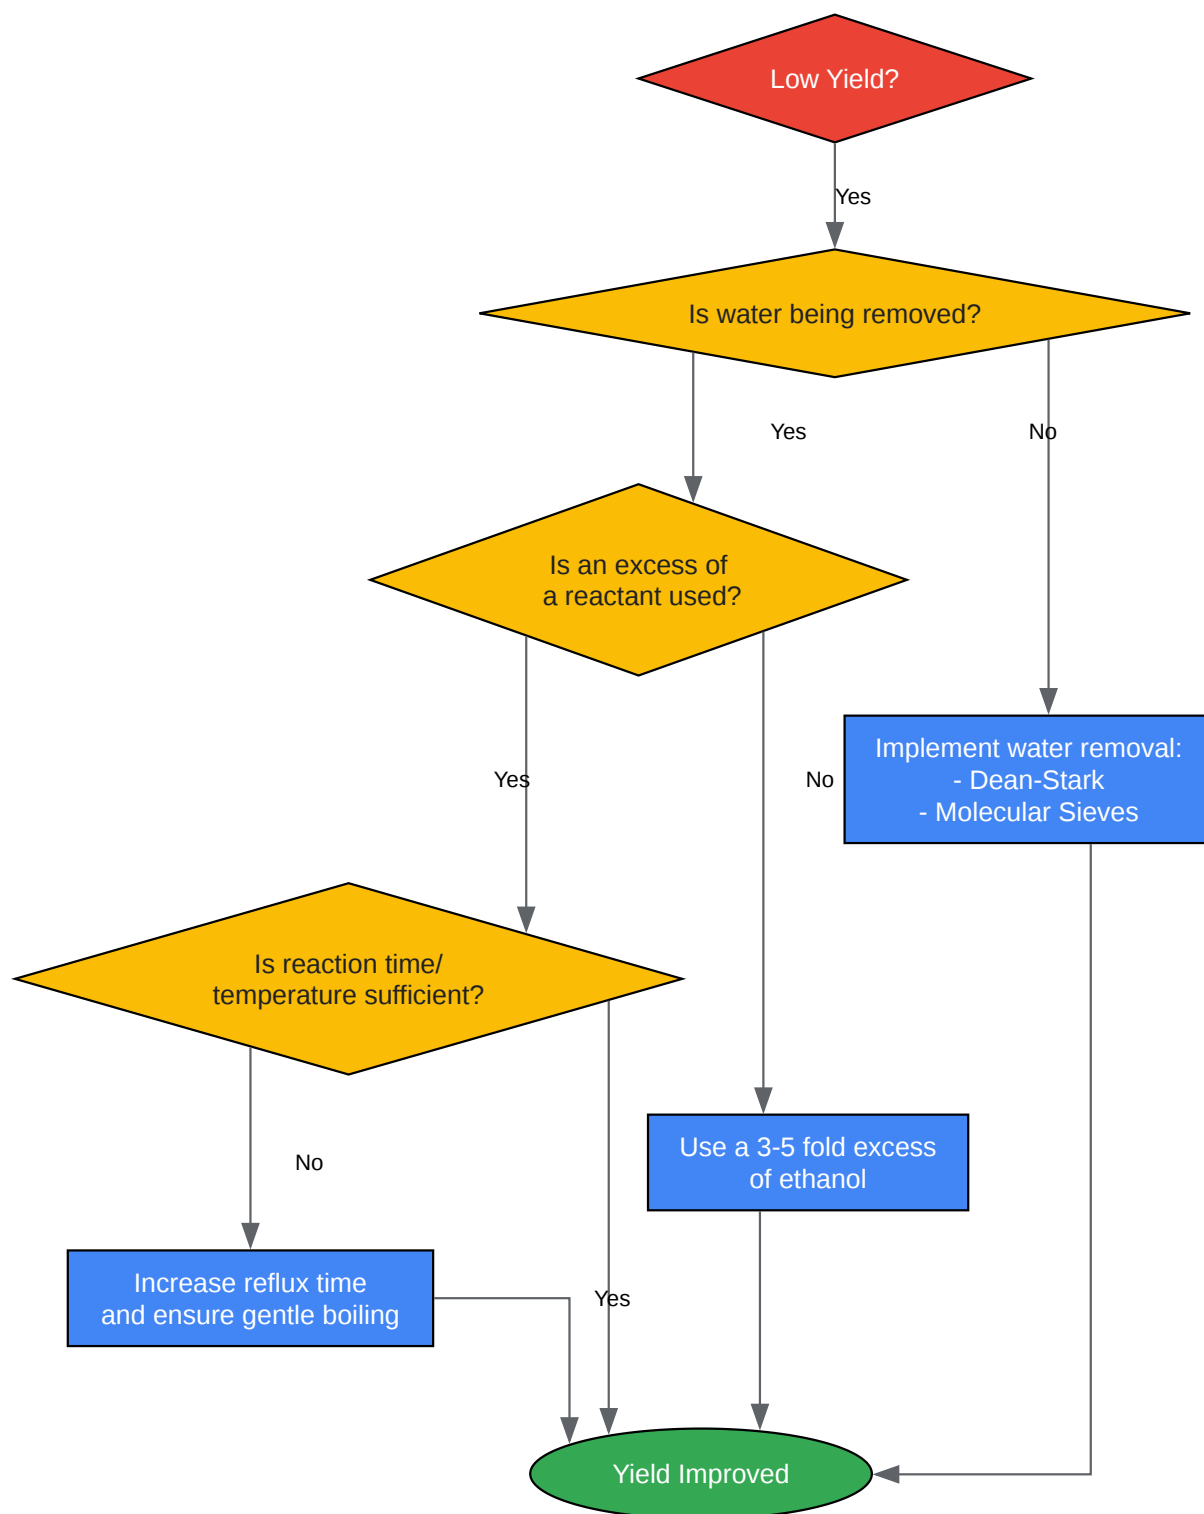 Low Yield?
Yes
Is water being removed?
Yes
No
Is an excess of
a reactant used?
Implement water removal:
- Dean-Stark
- Molecular Sieves
Yes
No
Is reaction time/
temperature sufficient?
Use a 3-5 fold excess
of ethanol
No
Increase reflux time
and ensure gentle boiling
Yes
Yield Improved